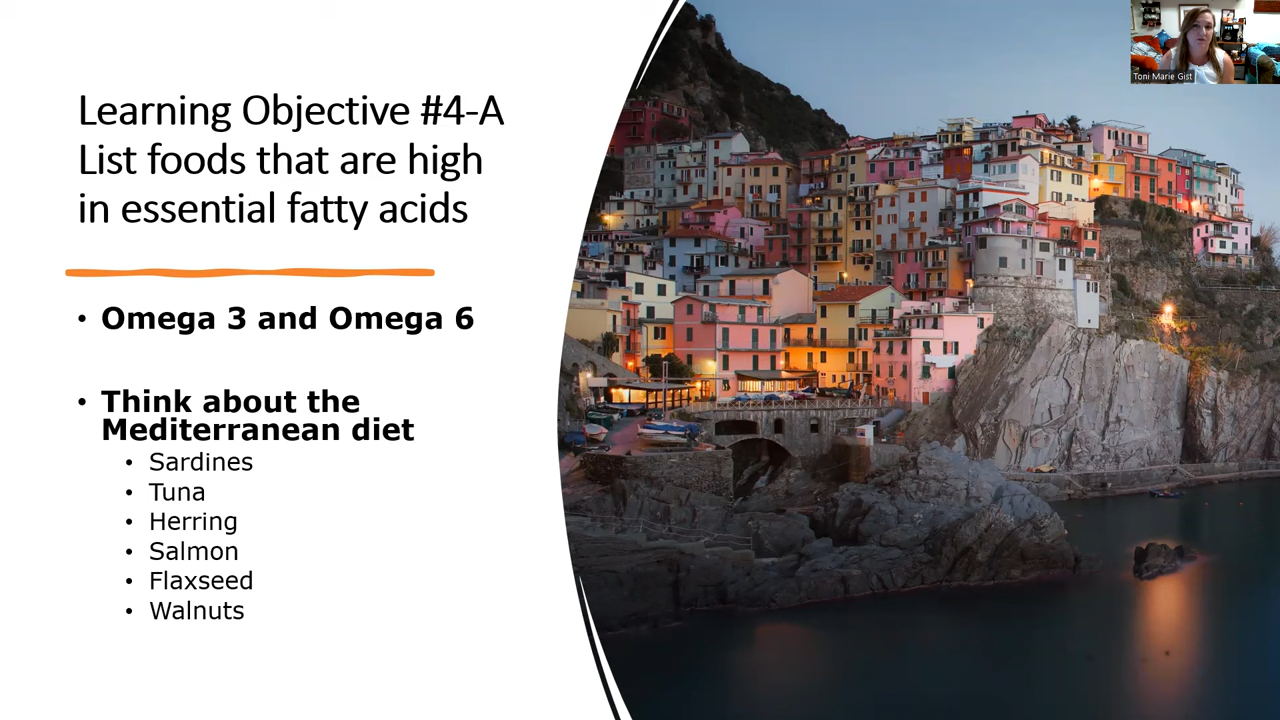 Learning Objective #4-A
List foods that are high
in essential fatty acids
• Omega 3 and Omega 6
• Think about the
Mediterranean diet
• Sardines
• Tuna
• Herring
• Salmon
• Flaxseed
• Walnuts
Toni Marie Gist